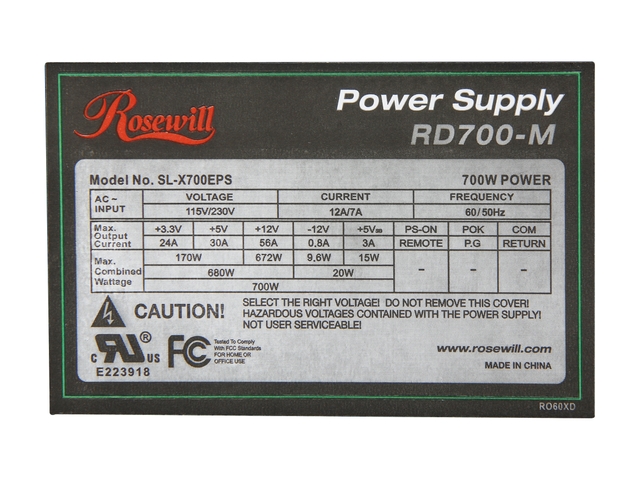 Rosewill
Power Supply
RD700-M
Model No. SL-X700EPS 700W POWER
AC ~ INPUT VOLTAGE CURRENT FREQUENCY
115V/230V 12A/7A 60/50Hz
Max. Output Current +3.3V +5V +12V -12V +5VSB PS-ON POK COM
24A 30A 56A 0.8A 3A REMOTE P.G RETURN
Max. Combined Wattage 170W 672W 9.6W 15W - - -
680W 20W
700W
CAUTION!
SELECT THE RIGHT VOLTAGE! DO NOT REMOVE THIS COVER!
HAZARDOUS VOLTAGES CONTAINED WITH THE POWER SUPPLY!
NOT USER SERVICEABLE!
c RU ® US
E223918
FC
Tested To Comply
With FCC Standards
FOR HOME OR
OFFICE USE
www.rosewill.com
MADE IN CHINA
RO60XD